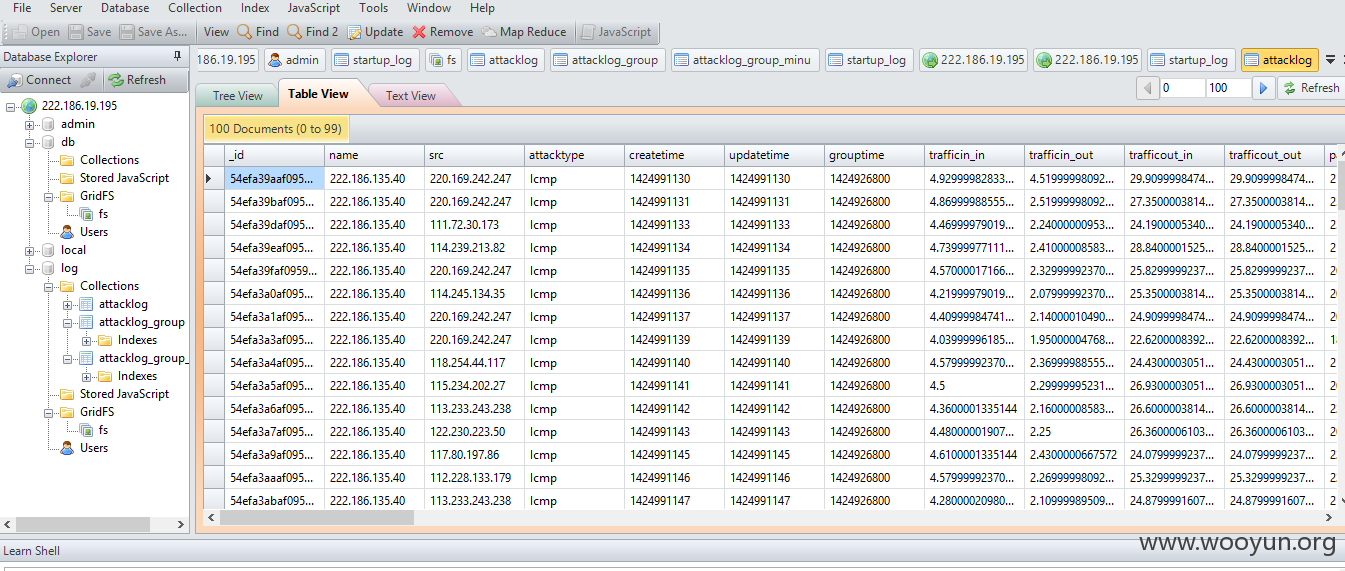 File Server Database Collection Index JavaScript Tools Window Help
Open Save Save As... View Find Find 2 Update Remove Map Reduce JavaScript
Database Explorer 186.19.195 admin startup_log fs attacklog attacklog_group attacklog_group_minu startup_log 222.186.19.195 222.186.19.195 startup_log attacklog
Connect Refresh Tree View Table View Text View 0 100 Refresh
222.186.19.195
admin
db
Collections
Stored JavaScript
GridFS
fs
Users
local
log
Collections
attacklog
attacklog_group
Indexes
attacklog_group_
Indexes
Stored JavaScript
GridFS
fs
Users
100 Documents (0 to 99)
_id name src attacktype createtime updatetime grouptime trafficin_in trafficin_out trafficout_in trafficout_out
54efa39aaf095... 222.186.135.40 220.169.242.247 Icmp 1424991130 1424991130 1424926800 4.92999982833... 4.51999998092... 29.9099998474... 29.9099998474... 2
54efa39baf095... 222.186.135.40 220.169.242.247 Icmp 1424991131 1424991131 1424926800 4.86999988555... 2.51999998092... 27.3500003814... 27.3500003814... 2
54efa39daf095... 222.186.135.40 111.72.30.173 Icmp 1424991133 1424991133 1424926800 4.46999979019... 2.24000000953... 24.1900005340... 24.1900005340... 2
54efa39eaf095... 222.186.135.40 114.239.213.82 Icmp 1424991134 1424991134 1424926800 4.73999977111... 2.41000008583... 28.8400001525... 28.8400001525... 2
54efa39faf0959... 222.186.135.40 220.169.242.247 Icmp 1424991135 1424991135 1424926800 4.57000017166... 2.32999992370... 25.8299999237... 25.8299999237... 2
54efa3a0af095... 222.186.135.40 114.245.134.35 Icmp 1424991136 1424991136 1424926800 4.21999979019... 2.07999992370... 25.3500003814... 25.3500003814... 2
54efa3a1af095... 222.186.135.40 220.169.242.247 Icmp 1424991137 1424991137 1424926800 4.40999984741... 2.14000010490... 24.9099998474... 24.9099998474... 2
54efa3a3af095... 222.186.135.40 220.169.242.247 Icmp 1424991139 1424991139 1424926800 4.03999996185... 1.95000004768... 22.6200008392... 22.6200008392... 1
54efa3a4af095... 222.186.135.40 118.254.44.117 Icmp 1424991140 1424991140 1424926800 4.57999992370... 2.36999988555... 24.4300003051... 24.4300003051... 2
54efa3a5af095... 222.186.135.40 115.234.202.27 Icmp 1424991141 1424991141 1424926800 4.5 2.29999995231... 26.9300003051... 26.9300003051... 2
54efa3a6af095... 222.186.135.40 113.233.243.238 Icmp 1424991142 1424991142 1424926800 4.3600001335144 2.16000008583... 26.6000003814... 26.6000003814... 2
54efa3a7af095... 222.186.135.40 122.230.223.50 Icmp 1424991143 1424991143 1424926800 4.48000001907... 2.25 26.3600006103... 26.3600006103... 2
54efa3a9af095... 222.186.135.40 117.80.197.86 Icmp 1424991145 1424991145 1424926800 4.6100001335144 2.4300000667572 24.0799999237... 24.0799999237... 2
54efa3aaaf095... 222.186.135.40 112.228.133.179 Icmp 1424991146 1424991146 1424926800 4.57999992370... 2.26999998092... 25.3299999237... 25.3299999237... 2
54efa3abaf095... 222.186.135.40 113.233.243.238 Icmp 1424991147 1424991147 1424926800 4.28000020980... 2.10999989509... 24.8799991607... 24.8799991607... 2
Learn Shell
www.wooyun.org